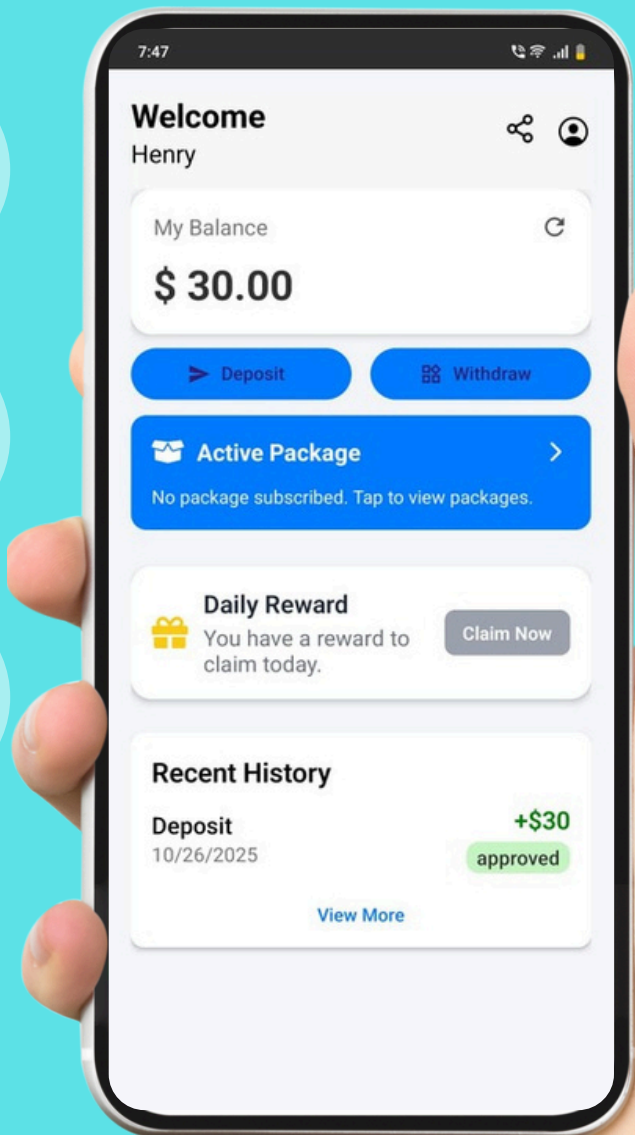 7:47
Welcome
Henry
My Balance
$ 30.00
Deposit
Withdraw
Active Package
No package subscribed. Tap to view packages.
Daily Reward
You have a reward to
claim today.
Claim Now
Recent History
Deposit
+$30
10/26/2025
approved
View More